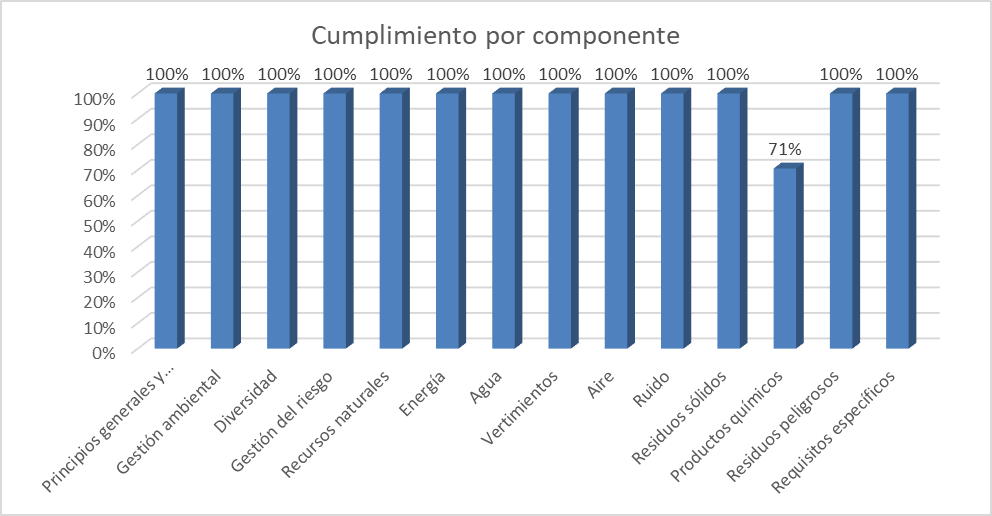 Cumplimiento por componente
100% 100% 100% 100% 100% 100% 100% 100% 100% 100% 100% 71% 100% 100%
100%
90%
80%
70%
60%
50%
40%
30%
20%
10%
0%
Principios generales y...
Gestión ambiental
Diversidad
Gestión del riesgo
Recursos naturales
Energía
Agua
Vertimientos
Aire
Ruido
Residuos sólidos
Productos químicos
Residuos peligrosos
Requisitos específicos